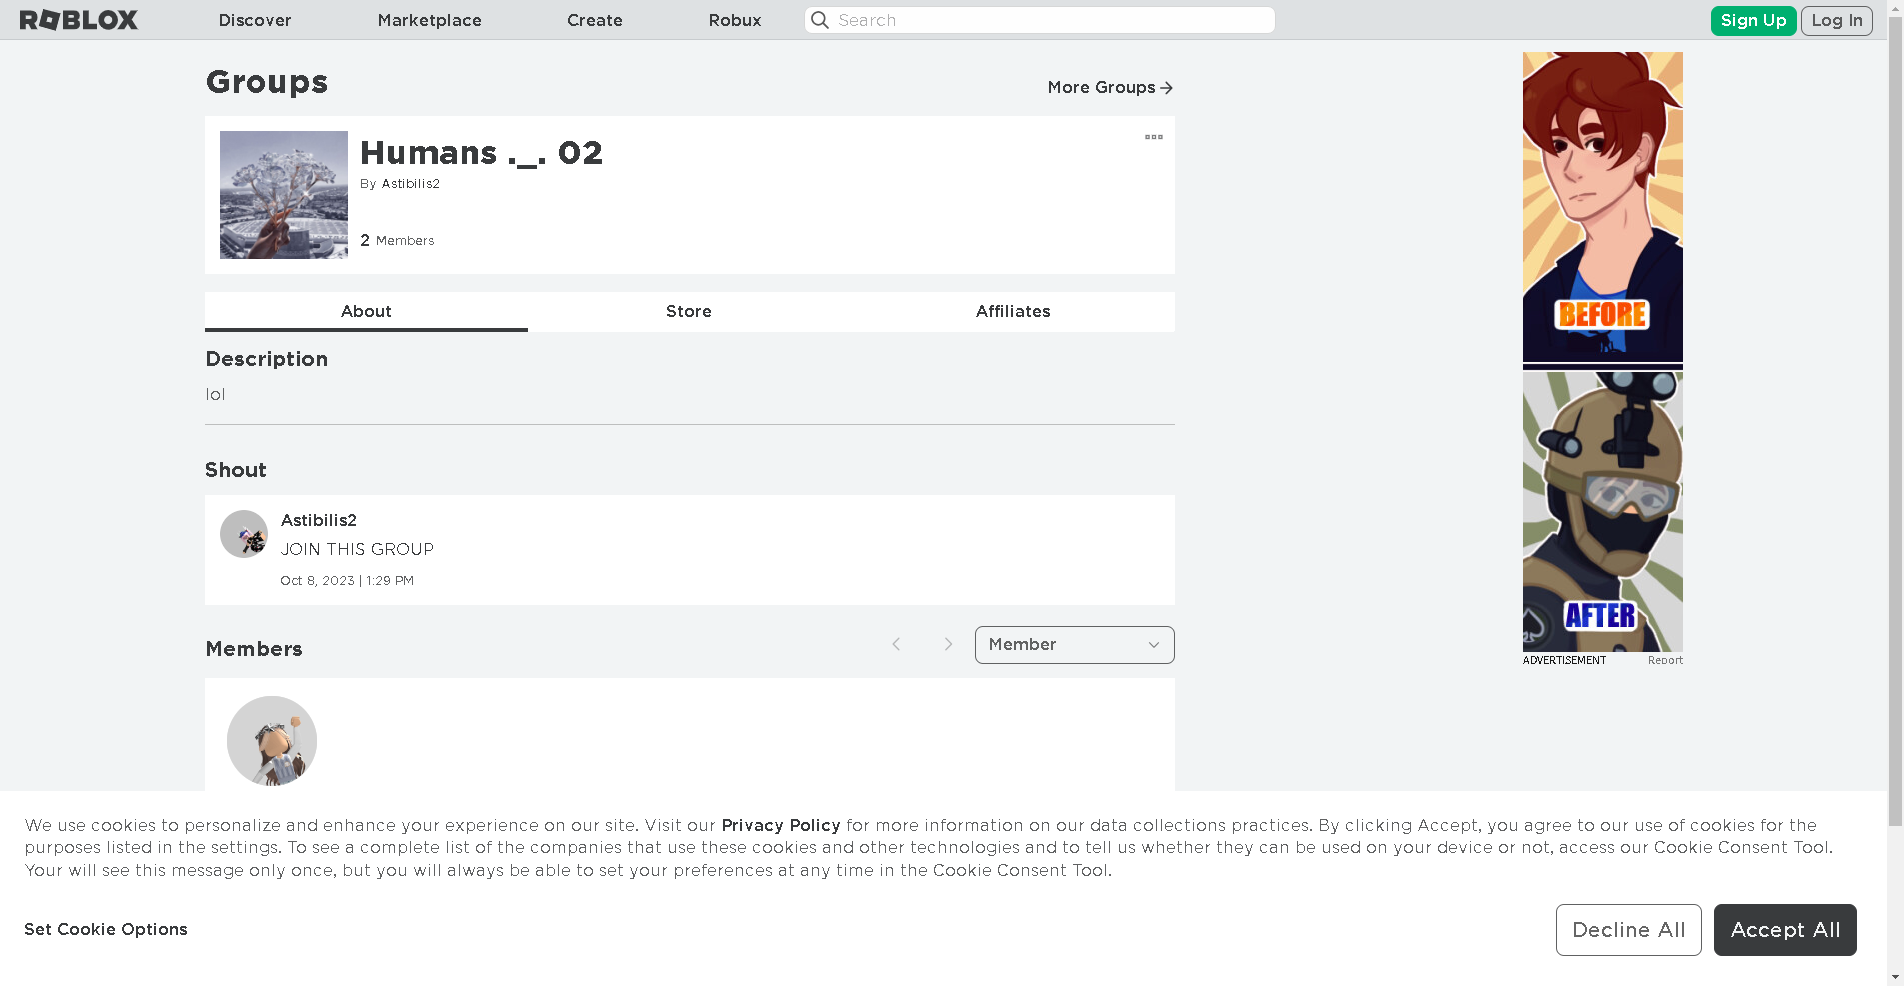 ROBLOX
Discover
Marketplace
Create
Robux
Search
Sign Up
Log In
Groups
More Groups
Humans ._. 02
By Astibilis2
2 Members
About
Store
Affiliates
Description
lol
Shout
Astibilis2
JOIN THIS GROUP
Oct 8, 2023 | 1:29 PM
Members
Member
BEFORE
AFTER
ADVERTISEMENT
Report
We use cookies to personalize and enhance your experience on our site. Visit our Privacy Policy for more information on our data collections practices. By clicking Accept, you agree to our use of cookies for the
purposes listed in the settings. To see a complete list of the companies that use these cookies and other technologies and to tell us whether they can be used on your device or not, access our Cookie Consent Tool.
Your will see this message only once, but you will always be able to set your preferences at any time in the Cookie Consent Tool.
Set Cookie Options
Decline All
Accept All